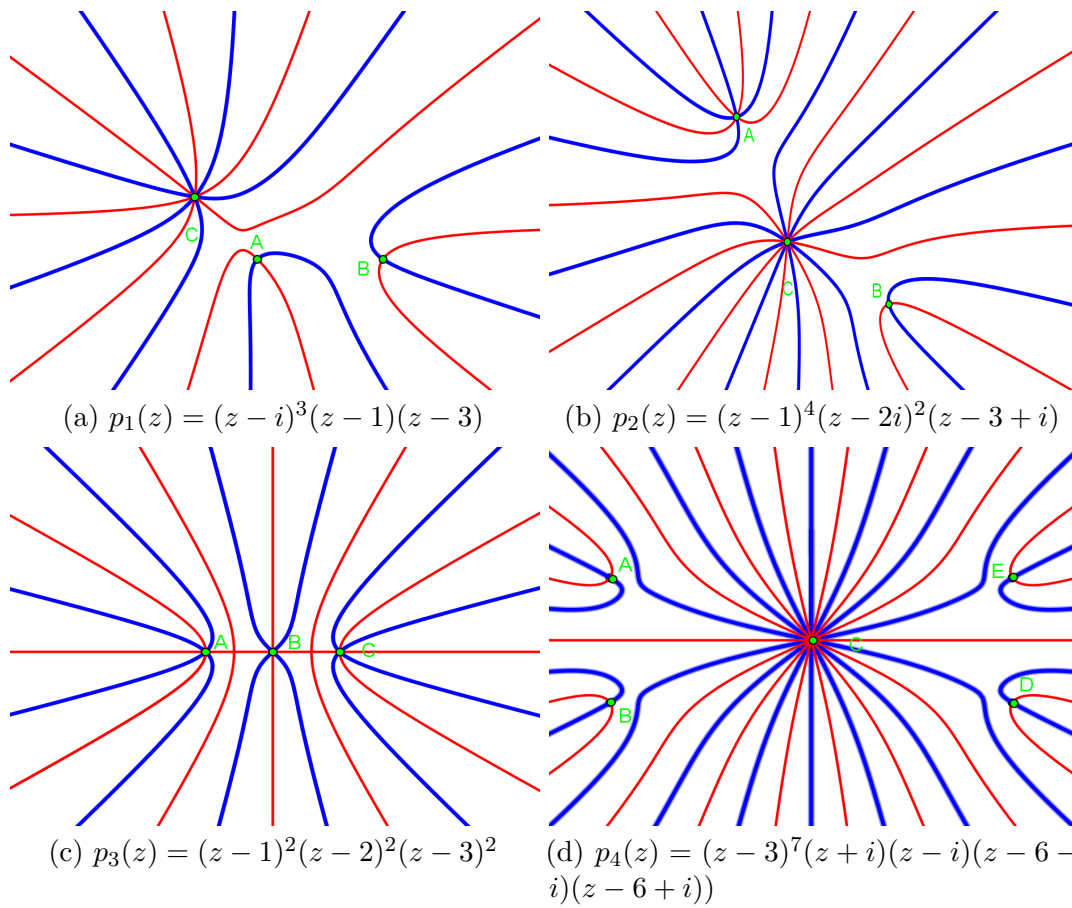 A
C
A
B
C
B
(a) p₁(z) = (z − i)³(z − 1)(z − 3)
(b) p₂(z) = (z − 1)⁴(z − 2i)²(z − 3 + i)
A
B
C
A
E
C
B
D
(c) p₃(z) = (z − 1)²(z − 2)²(z − 3)²
(d) p₄(z) = (z − 3)⁷(z + i)(z − i)(z − 6 −
i)(z − 6 + i))